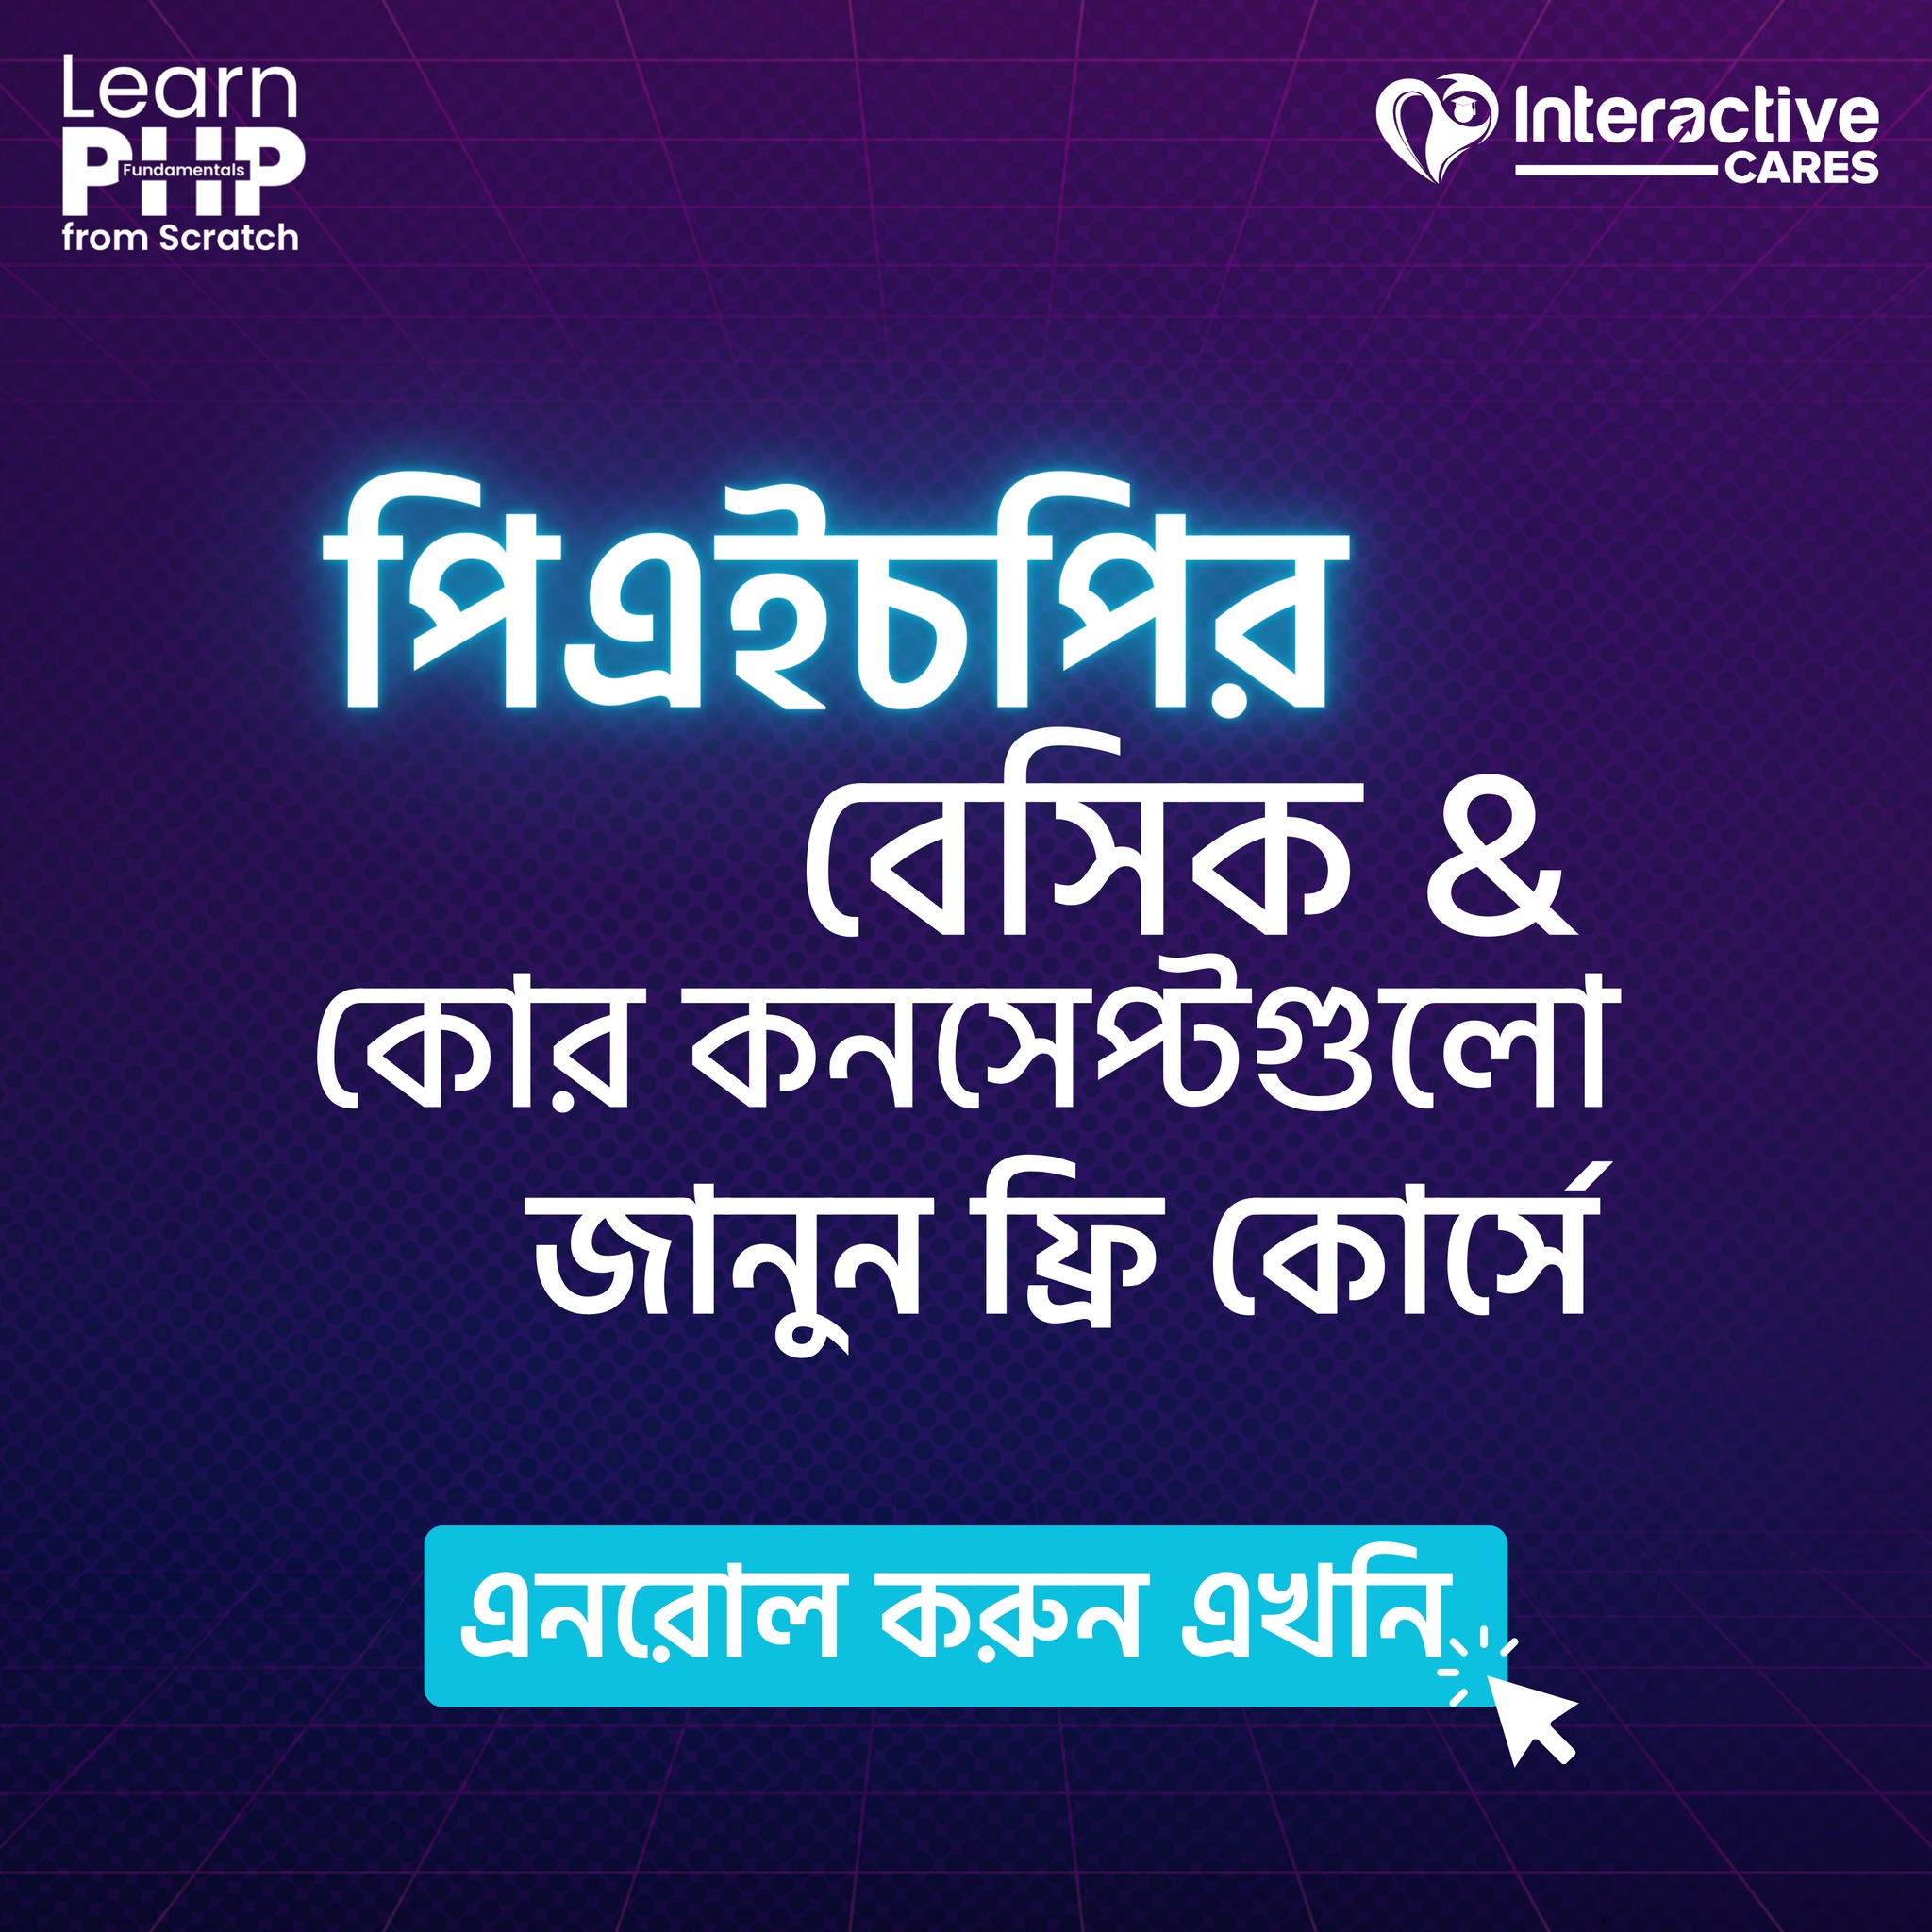 Learn
PHP
Fundamentals
from Scratch
Interactive
CARES
পিএইচপির
বেসিক &
কোর কনসেপ্টগুলো
জানুন ফ্রি কোর্সে
এনরোল করুন এখনি